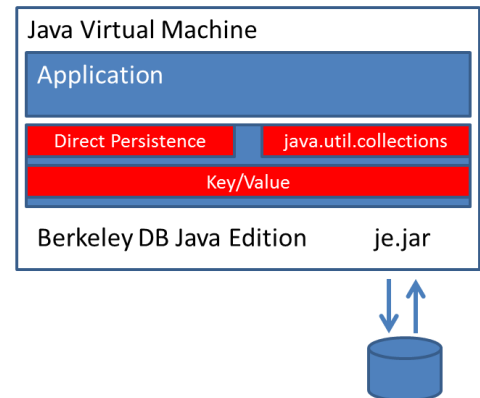 Java Virtual Machine
Application
Direct Persistence java.util.collections
Key/Value
Berkeley DB Java Edition je.jar